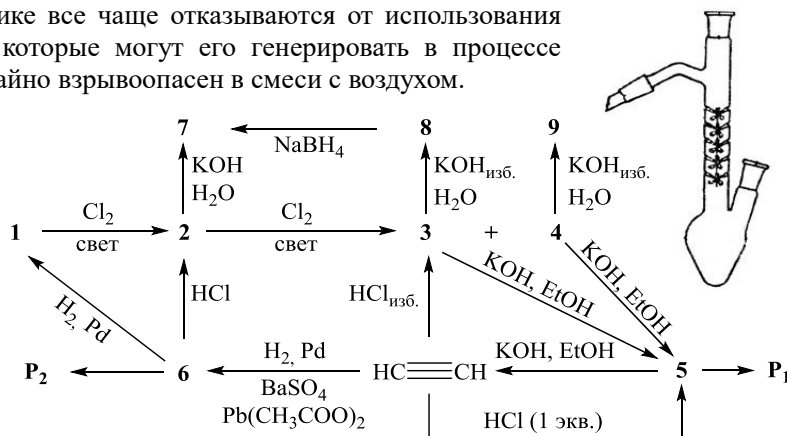 ике все чаще отказываются от использования
которые могут его генерировать в процессе
айно взрывоопасен в смеси с воздухом.
7 8 9
NaBH4
KOH KOHизб. KOHизб.
H2O H2O H2O
Cl2 Cl2
1 2 3 + 4
свет свет
KOH, EtOH KOH, EtOH
H2, Pd HCl HClизб.
H2, Pd KOH, EtOH
P2 6 HC≡CH 5 P1
BaSO4
Pb(CH3COO)2 HCl (1 экв.)